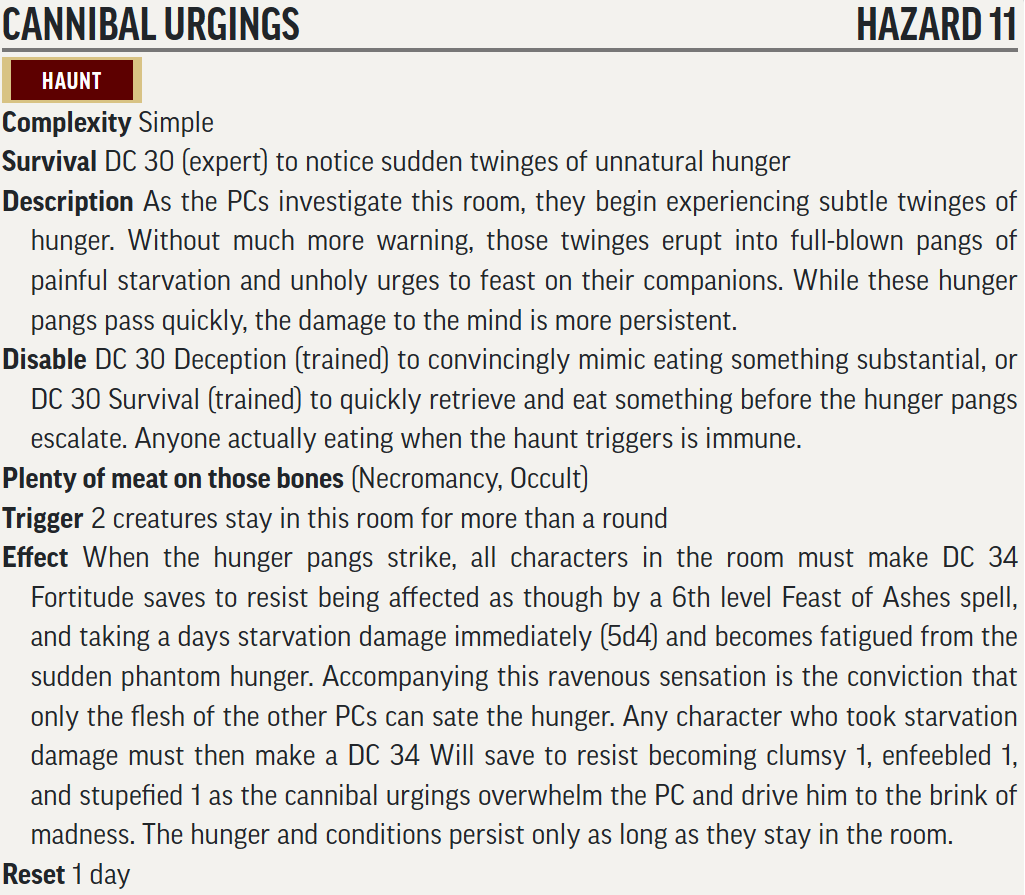 CANNIBAL URGINGS HAZARD 11
HAUNT
Complexity Simple
Survival DC 30 (expert) to notice sudden twinges of unnatural hunger
Description As the PCs investigate this room, they begin experiencing subtle twinges of
hunger. Without much more warning, those twinges erupt into full-blown pangs of
painful starvation and unholy urges to feast on their companions. While these hunger
pangs pass quickly, the damage to the mind is more persistent.
Disable DC 30 Deception (trained) to convincingly mimic eating something substantial, or
DC 30 Survival (trained) to quickly retrieve and eat something before the hunger pangs
escalate. Anyone actually eating when the haunt triggers is immune.
Plenty of meat on those bones (Necromancy, Occult)
Trigger 2 creatures stay in this room for more than a round
Effect When the hunger pangs strike, all characters in the room must make DC 34
Fortitude saves to resist being affected as though by a 6th level Feast of Ashes spell,
and taking a days starvation damage immediately (5d4) and becomes fatigued from the
sudden phantom hunger. Accompanying this ravenous sensation is the conviction that
only the flesh of the other PCs can sate the hunger. Any character who took starvation
damage must then make a DC 34 Will save to resist becoming clumsy 1, enfeebled 1,
and stupefied 1 as the cannibal urgings overwhelm the PC and drive him to the brink of
madness. The hunger and conditions persist only as long as they stay in the room.
Reset 1 day